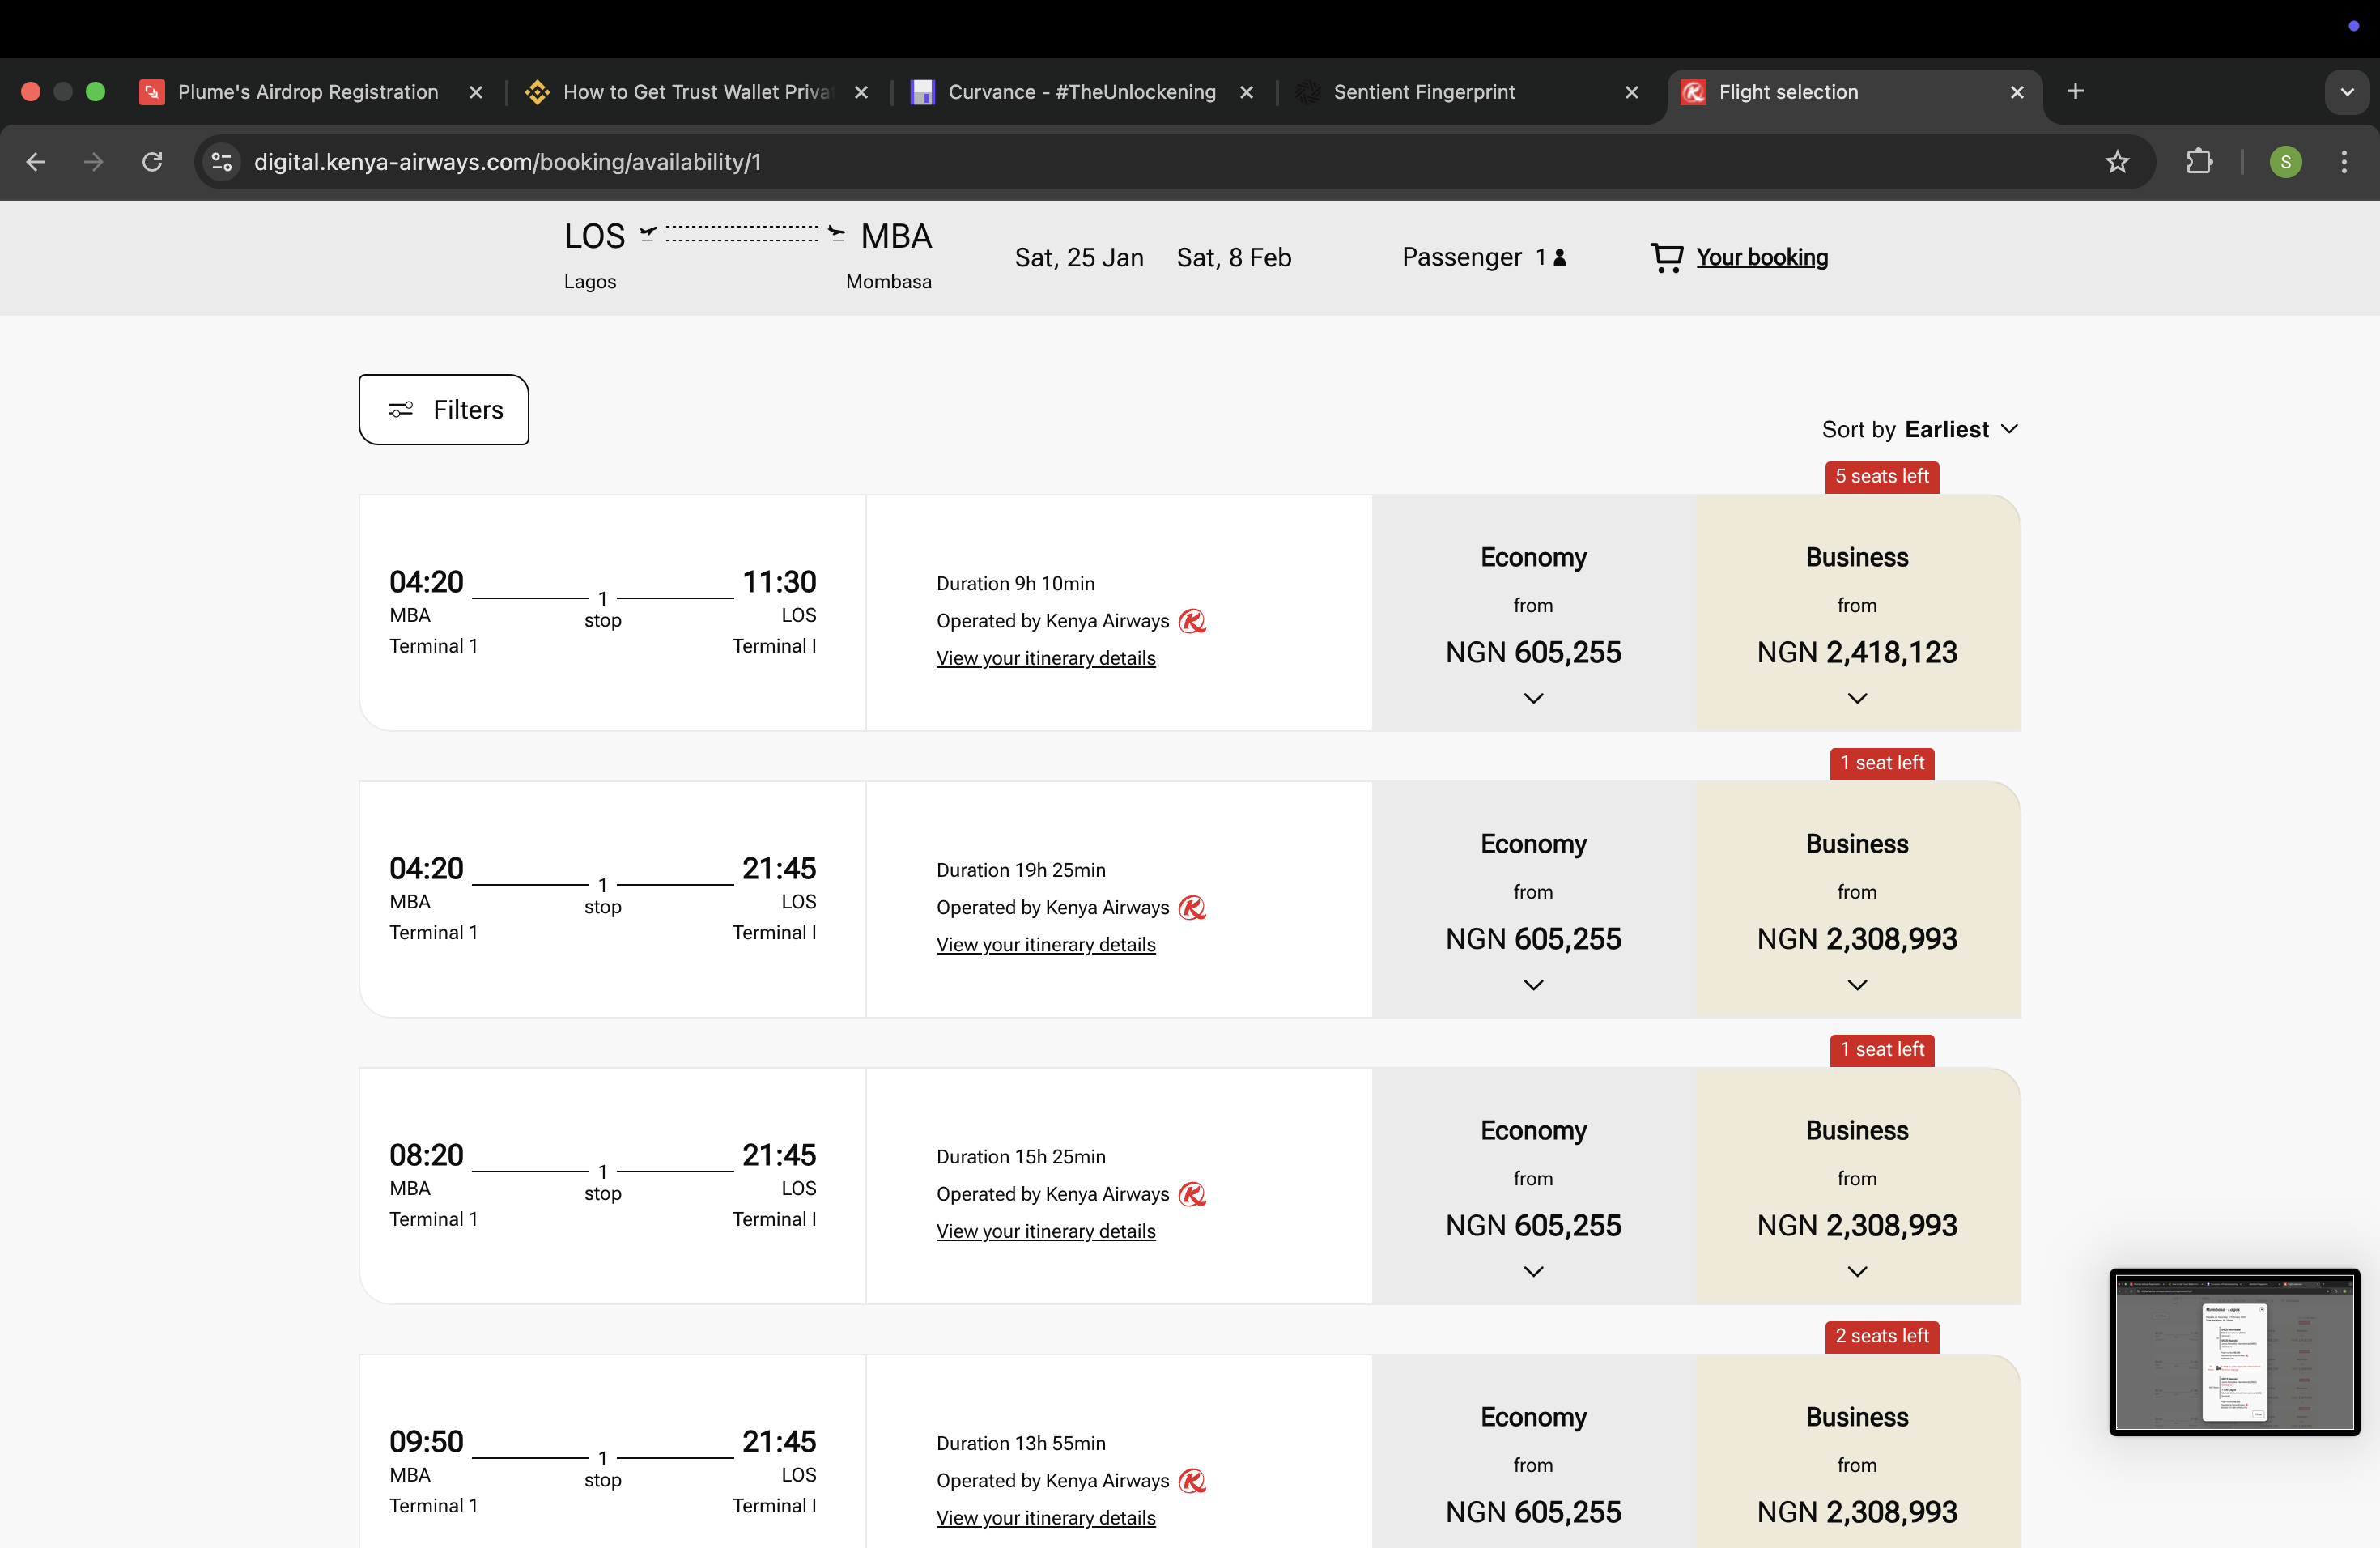 Plume's Airdrop Registration
How to Get Trust Wallet Priva
Curvance - #TheUnlockening
Sentient Fingerprint
Flight selection
digital.kenya-airways.com/booking/availability/1
S
LOS MBA
Lagos Mombasa
Sat, 25 Jan Sat, 8 Feb
Passenger 1
Your booking
Filters
Sort by Earliest
5 seats left
04:20 11:30
1
stop
MBA LOS
Terminal 1 Terminal I
Duration 9h 10min
Operated by Kenya Airways
View your itinerary details
Economy
from
NGN 605,255
Business
from
NGN 2,418,123
1 seat left
04:20 21:45
1
stop
MBA LOS
Terminal 1 Terminal I
Duration 19h 25min
Operated by Kenya Airways
View your itinerary details
Economy
from
NGN 605,255
Business
from
NGN 2,308,993
1 seat left
08:20 21:45
1
stop
MBA LOS
Terminal 1 Terminal I
Duration 15h 25min
Operated by Kenya Airways
View your itinerary details
Economy
from
NGN 605,255
Business
from
NGN 2,308,993
2 seats left
09:50 21:45
1
stop
MBA LOS
Terminal 1 Terminal I
Duration 13h 55min
Operated by Kenya Airways
View your itinerary details
Economy
from
NGN 605,255
Business
from
NGN 2,308,993